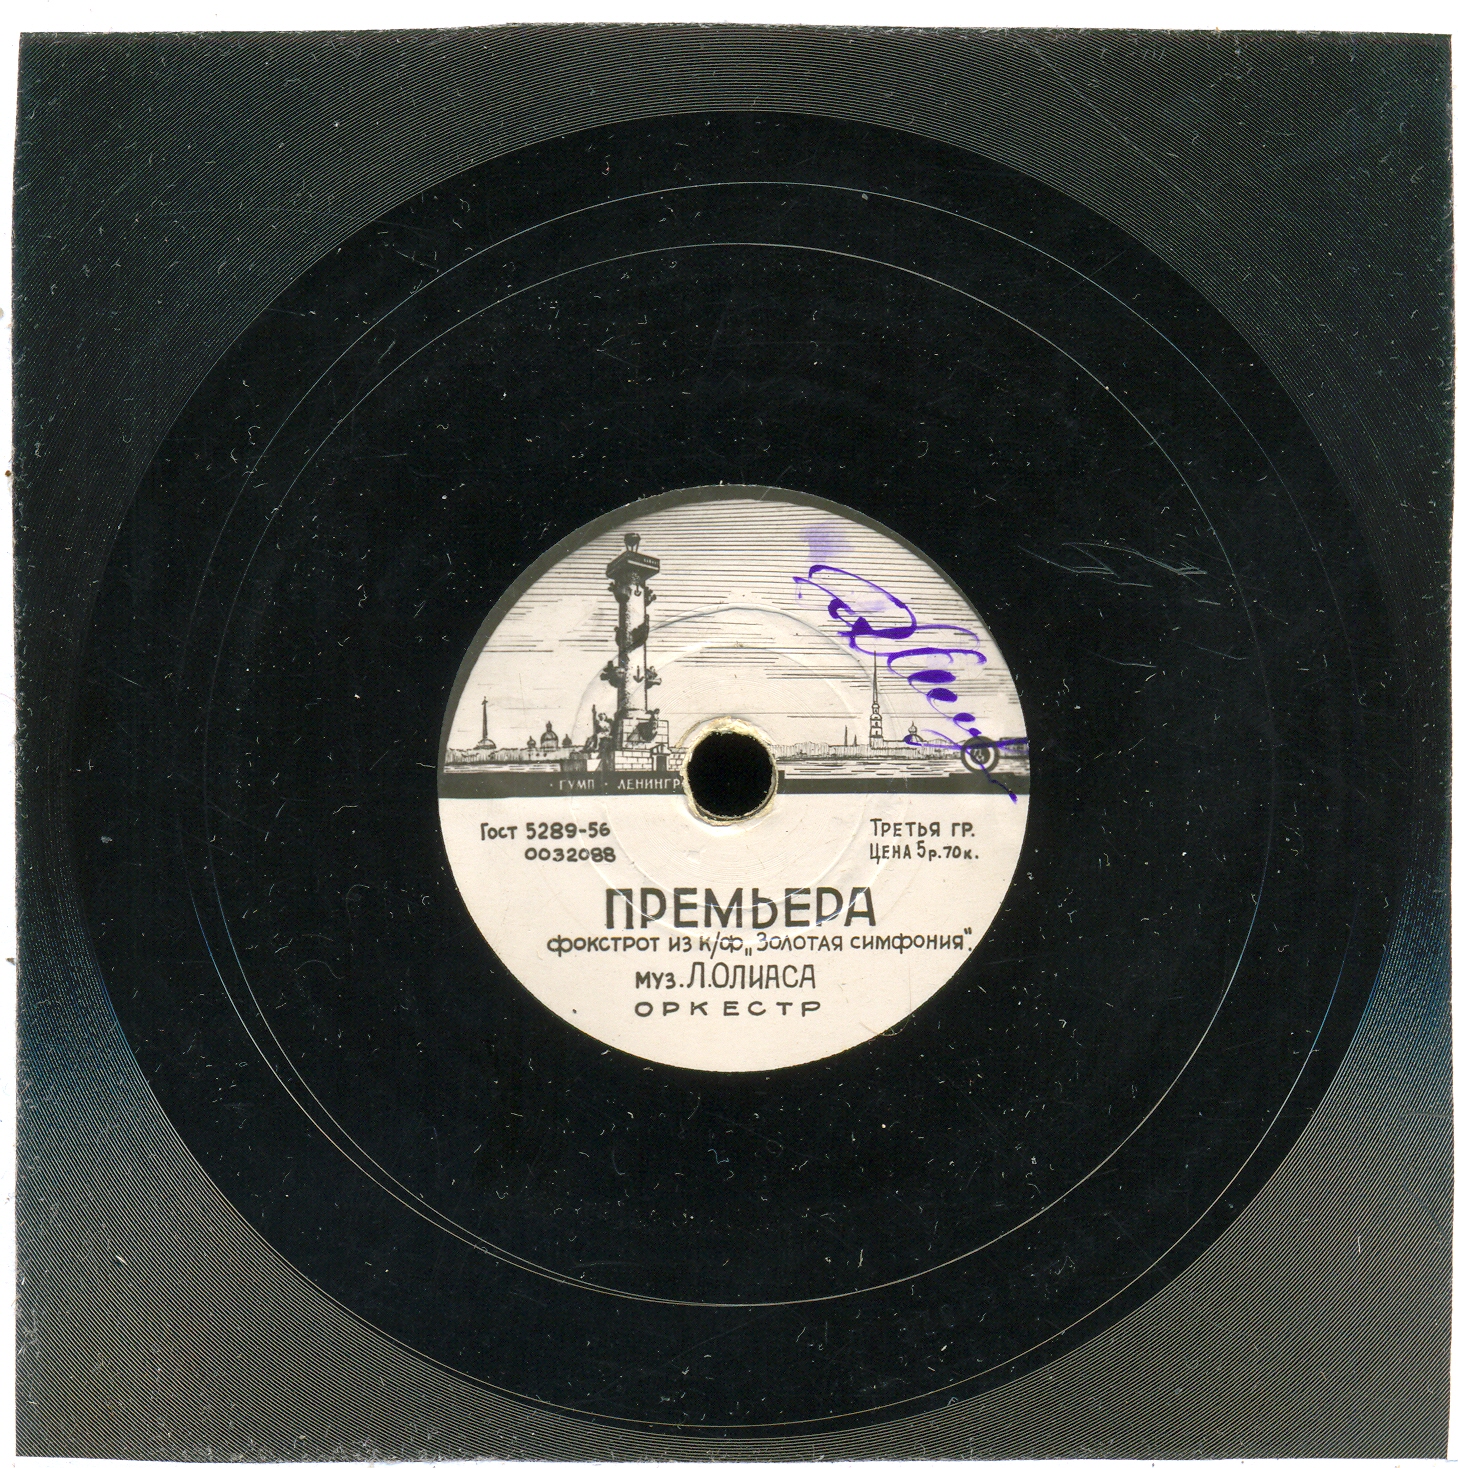 ГУМП · ЛЕНИНГР
ГОСТ 5289-56
0032088
ТРЕТЬЯ ГР.
ЦЕНА 5р.70к.
ПРЕМЬЕРА
ФОКСТРОТ ИЗ К/Ф „ЗОЛОТАЯ СИМФОНИЯ“.
МУЗ. Л.ОЛИАСА
ОРКЕСТР